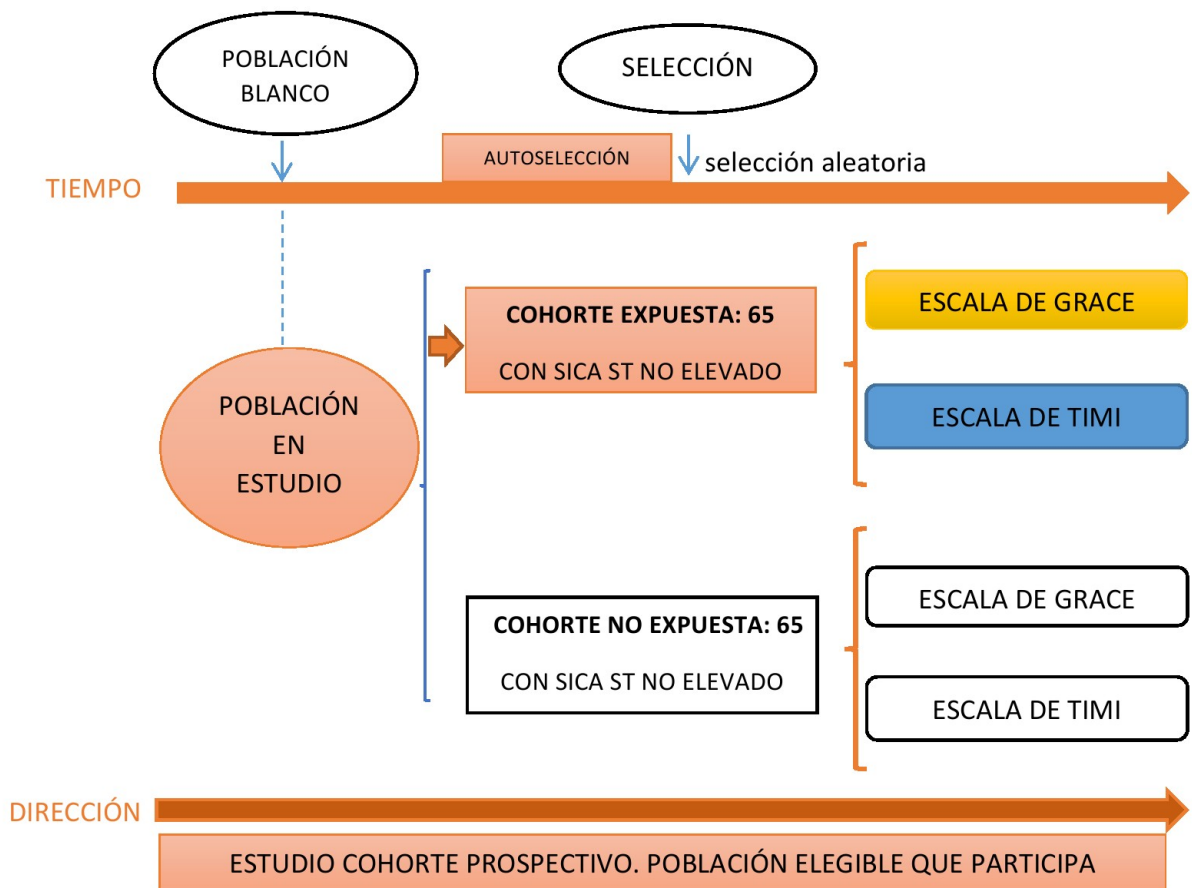 POBLACIÓN
BLANCO
SELECCIÓN
AUTOSELECCIÓN
selección aleatoria
TIEMPO
POBLACIÓN
EN
ESTUDIO
COHORTE EXPUESTA: 65
CON SICA ST NO ELEVADO
ESCALA DE GRACE
ESCALA DE TIMI
COHORTE NO EXPUESTA: 65
CON SICA ST NO ELEVADO
ESCALA DE GRACE
ESCALA DE TIMI
DIRECCIÓN
ESTUDIO COHORTE PROSPECTIVO. POBLACIÓN ELEGIBLE QUE PARTICIPA